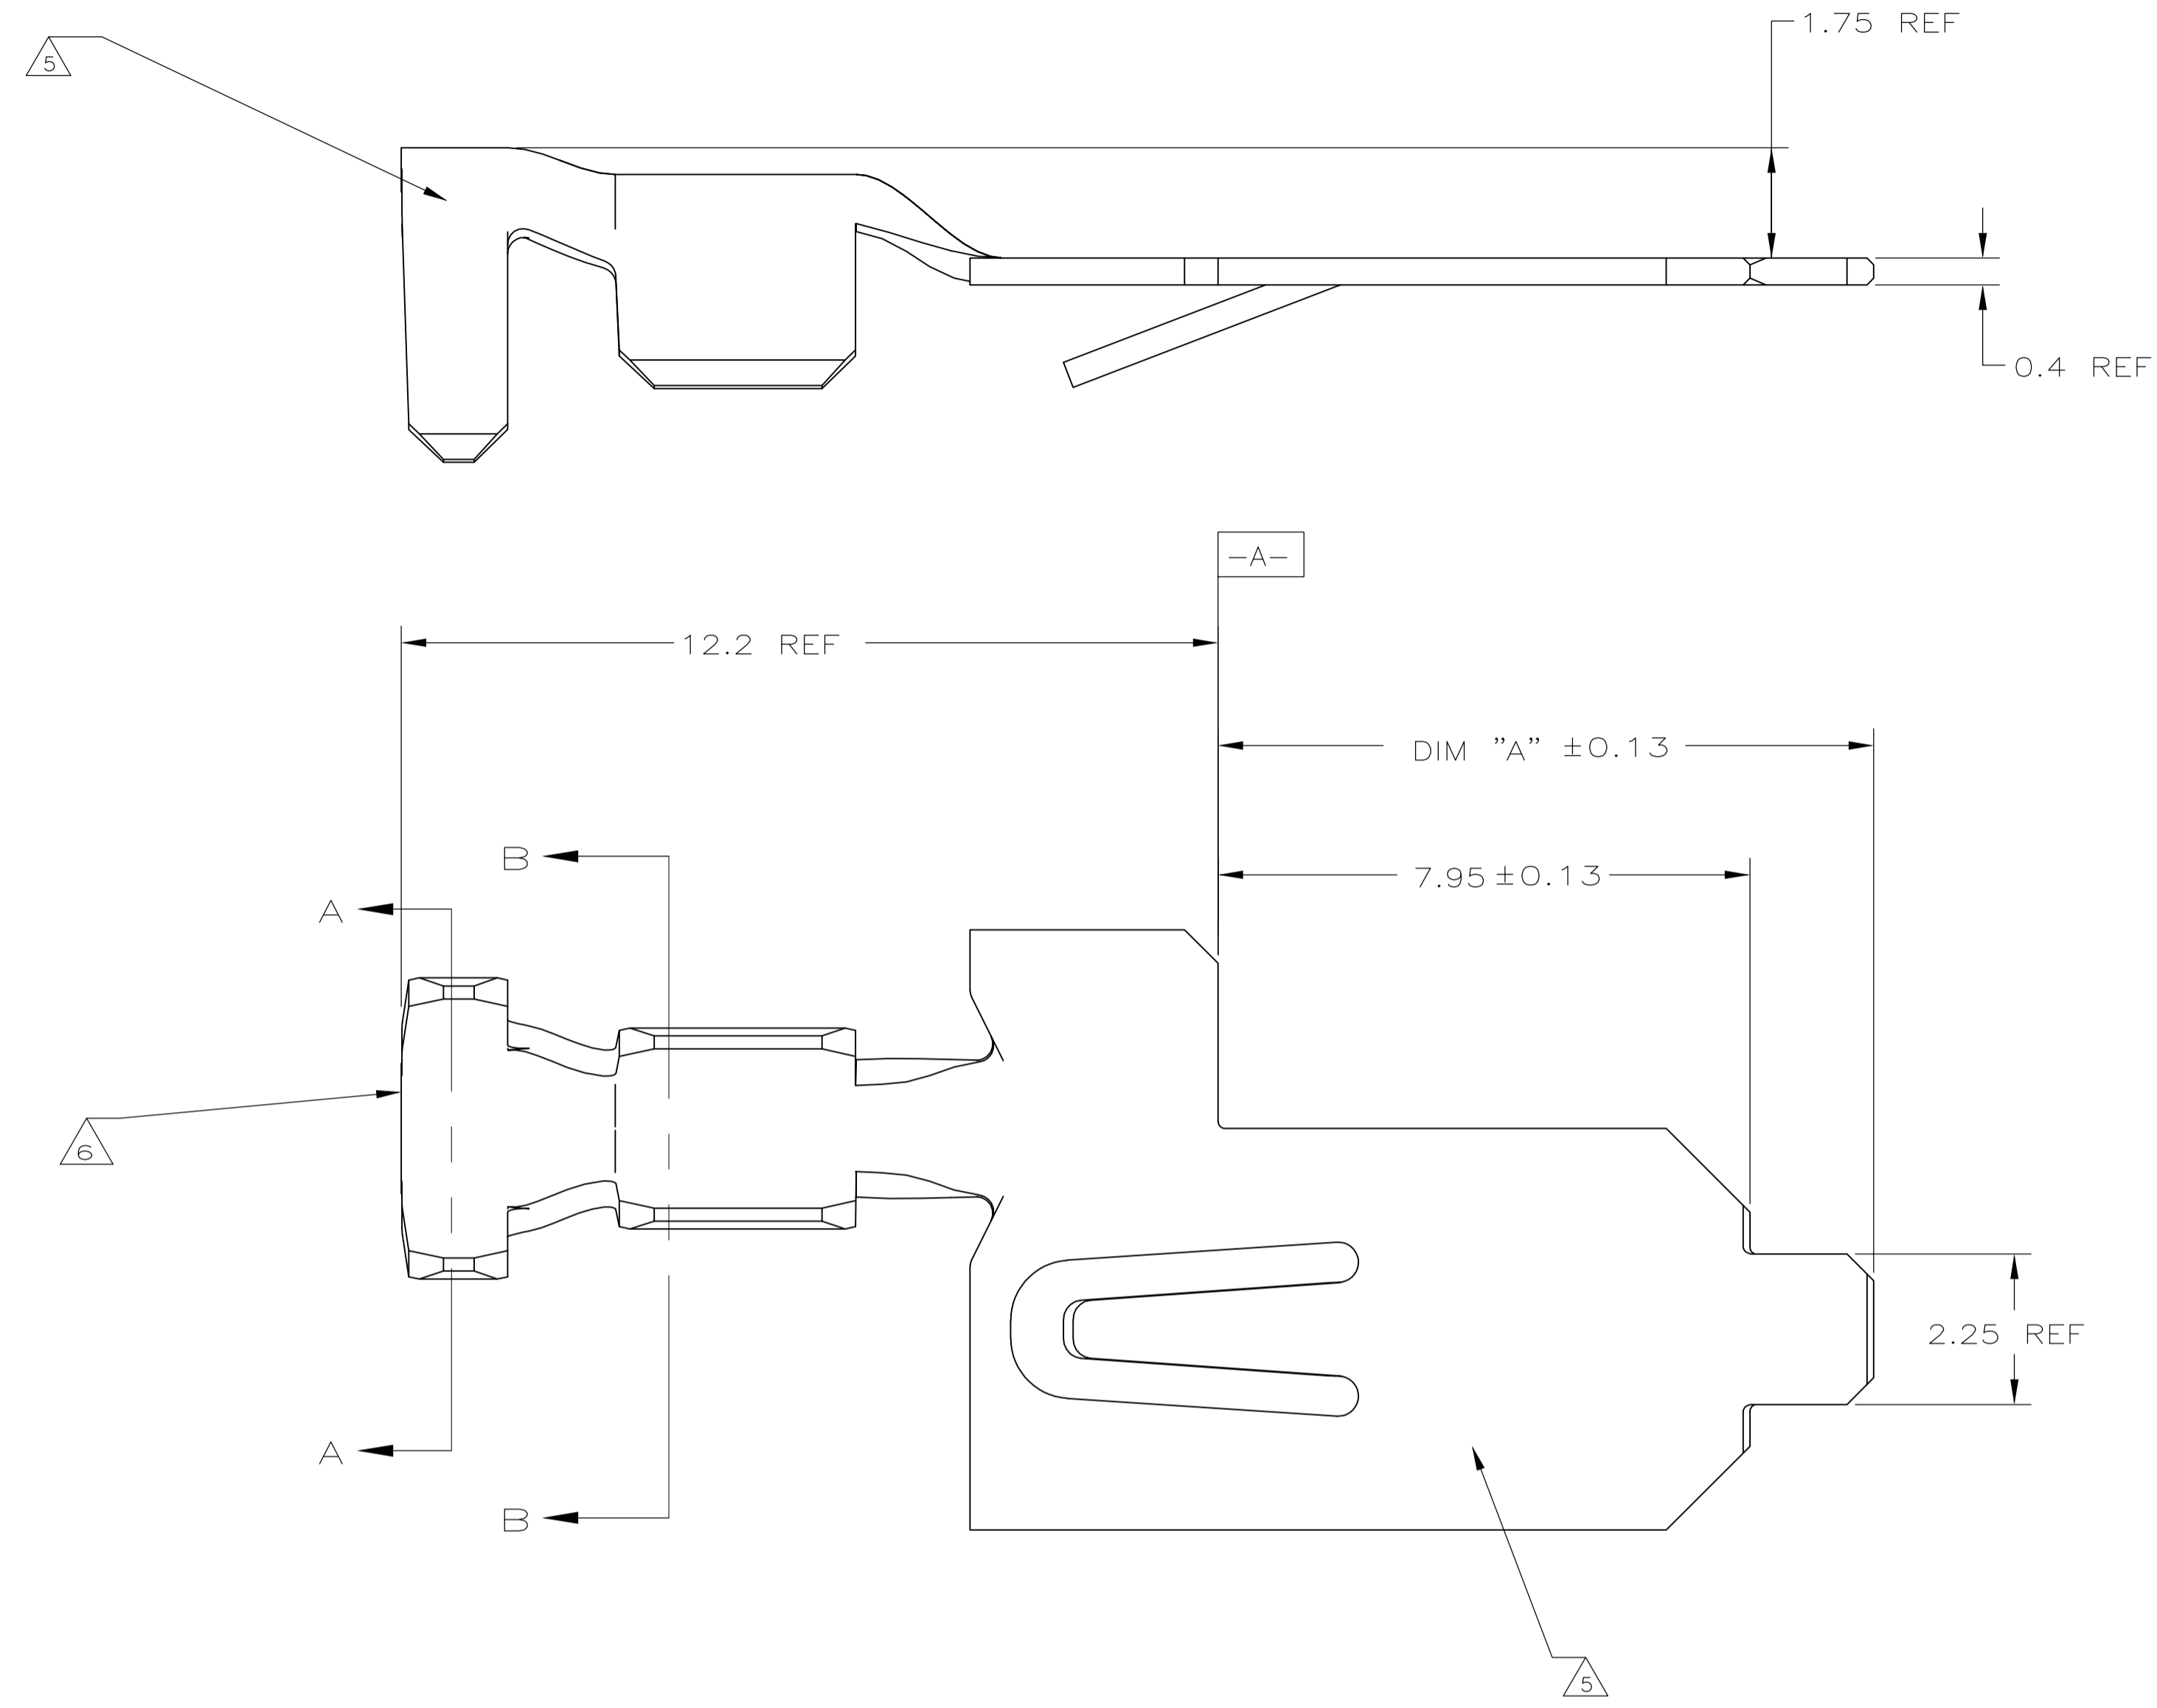 1.75 REF
5
0.4 REF
-A-
12.2 REF
DIM "A" ±0.13
7.95±0.13
B
A
6
2.25 REF
A
B
5